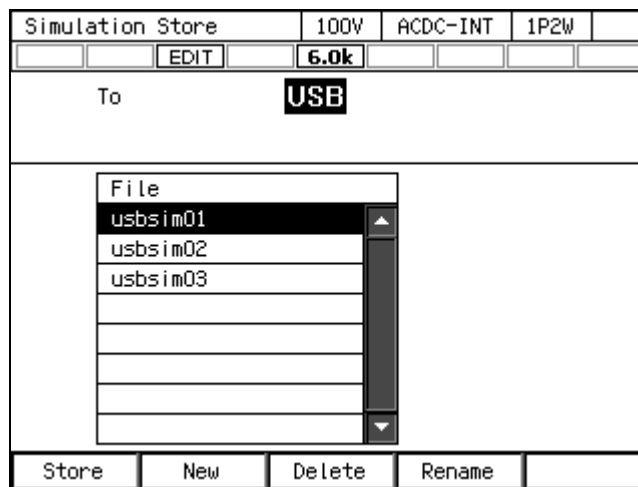 Simulation Store 100V ACDC-INT 1P2W
EDIT 6.0k
To USB
File
usbsim01
usbsim02
usbsim03
Store New Delete Rename